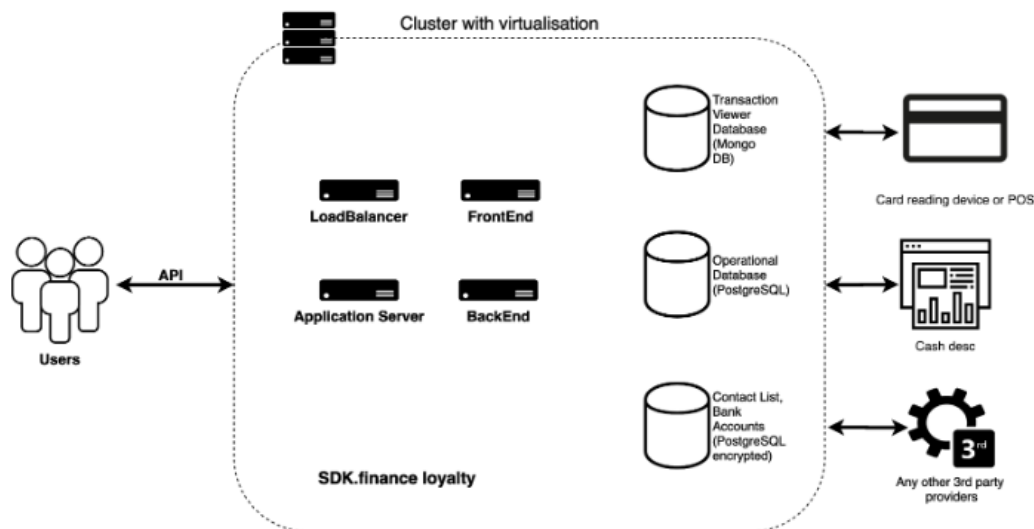 Cluster with virtualisation
Transaction
Viewer
Database
(Mongo
DB)
Card reading device or POS
LoadBalancer
FrontEnd
API
Users
Application Server
BackEnd
Operational
Database
(PostgreSQL)
Cash desc
Contact List,
Bank
Accounts
(PostgreSQL
encrypted)
3rd
Any other 3rd party
providers
SDK.finance loyalty